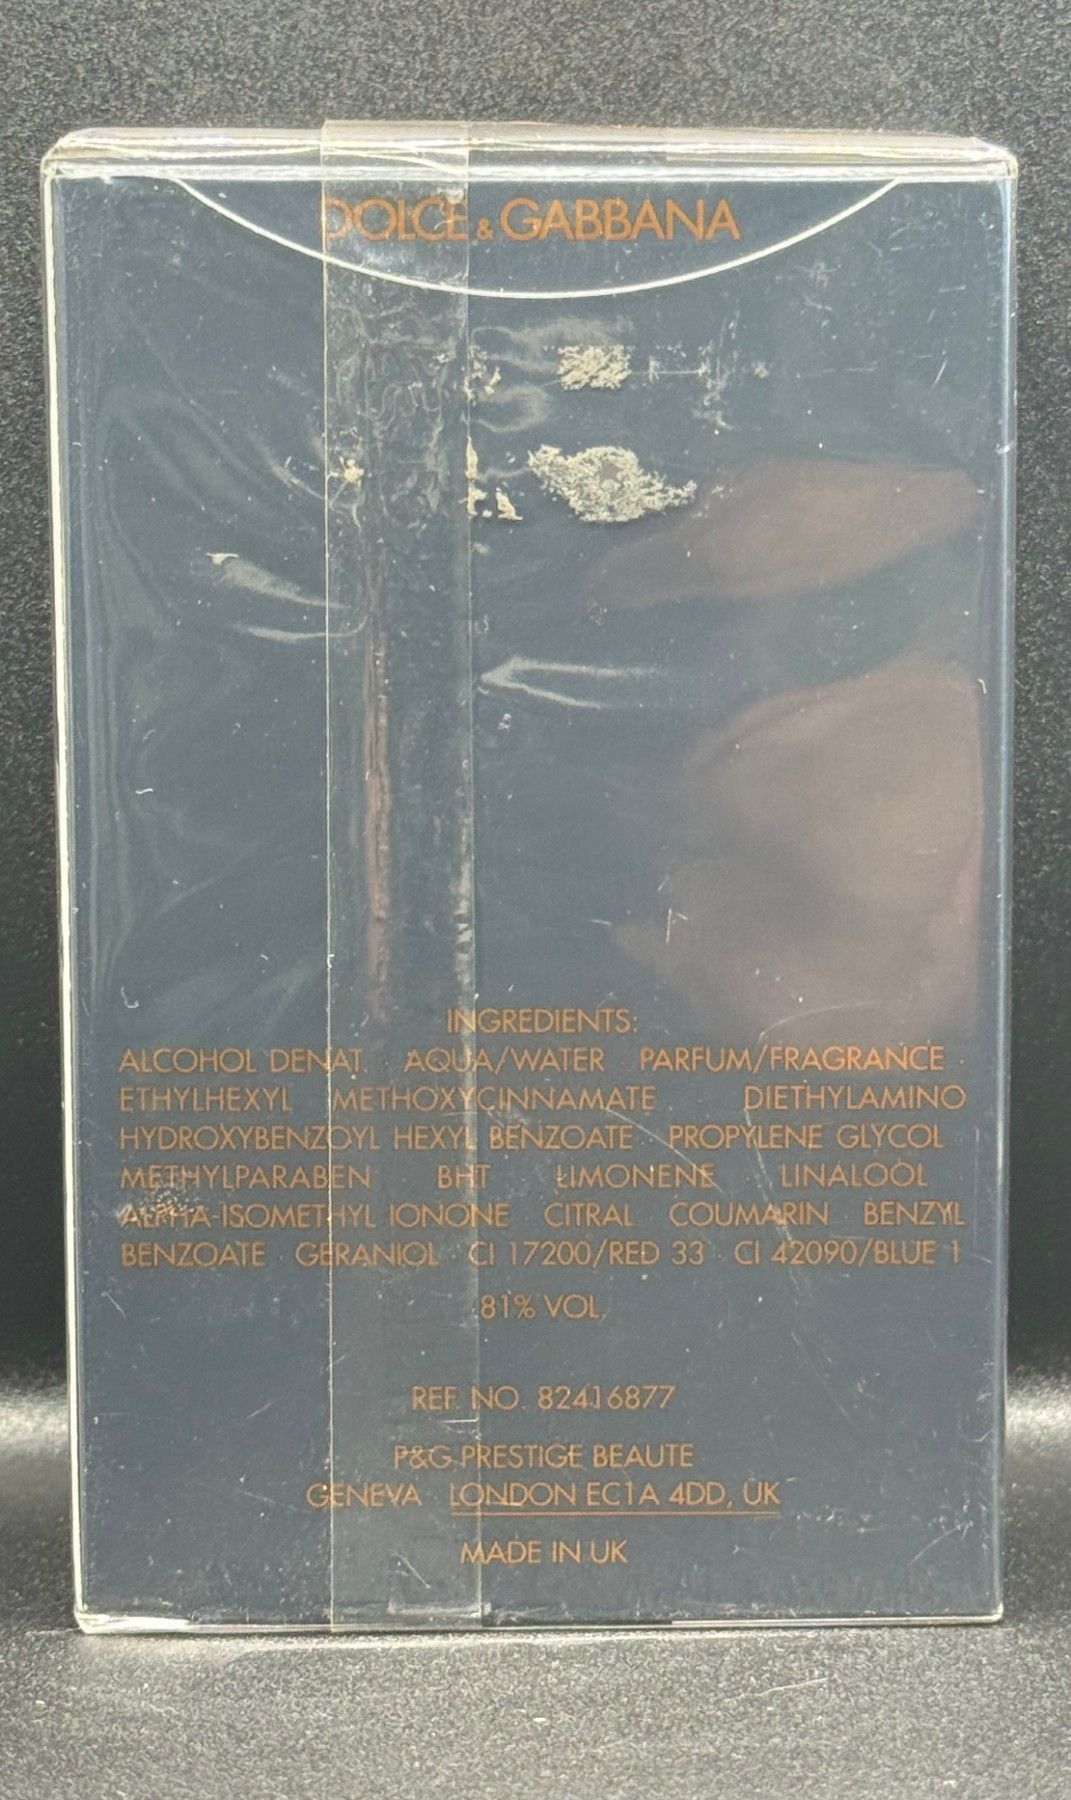 DOLCE & GABBANA
INGREDIENTS:
ALCOHOL DENAT. · AQUA/WATER · PARFUM/FRAGRANCE ·
ETHYLHEXYL METHOXYCINNAMATE · DIETHYLAMINO
HYDROXYBENZOYL HEXYL BENZOATE · PROPYLENE GLYCOL ·
METHYLPARABEN · BHT · LIMONENE · LINALOOL ·
ALPHA-ISOMETHYL IONONE · CITRAL · COUMARIN · BENZYL
BENZOATE · GERANIOL · CI 17200/RED 33 · CI 42090/BLUE 1
81% VOL.
REF. NO. 82416877
P&G PRESTIGE BEAUTE
GENEVA · LONDON EC1A 4DD, UK
MADE IN UK